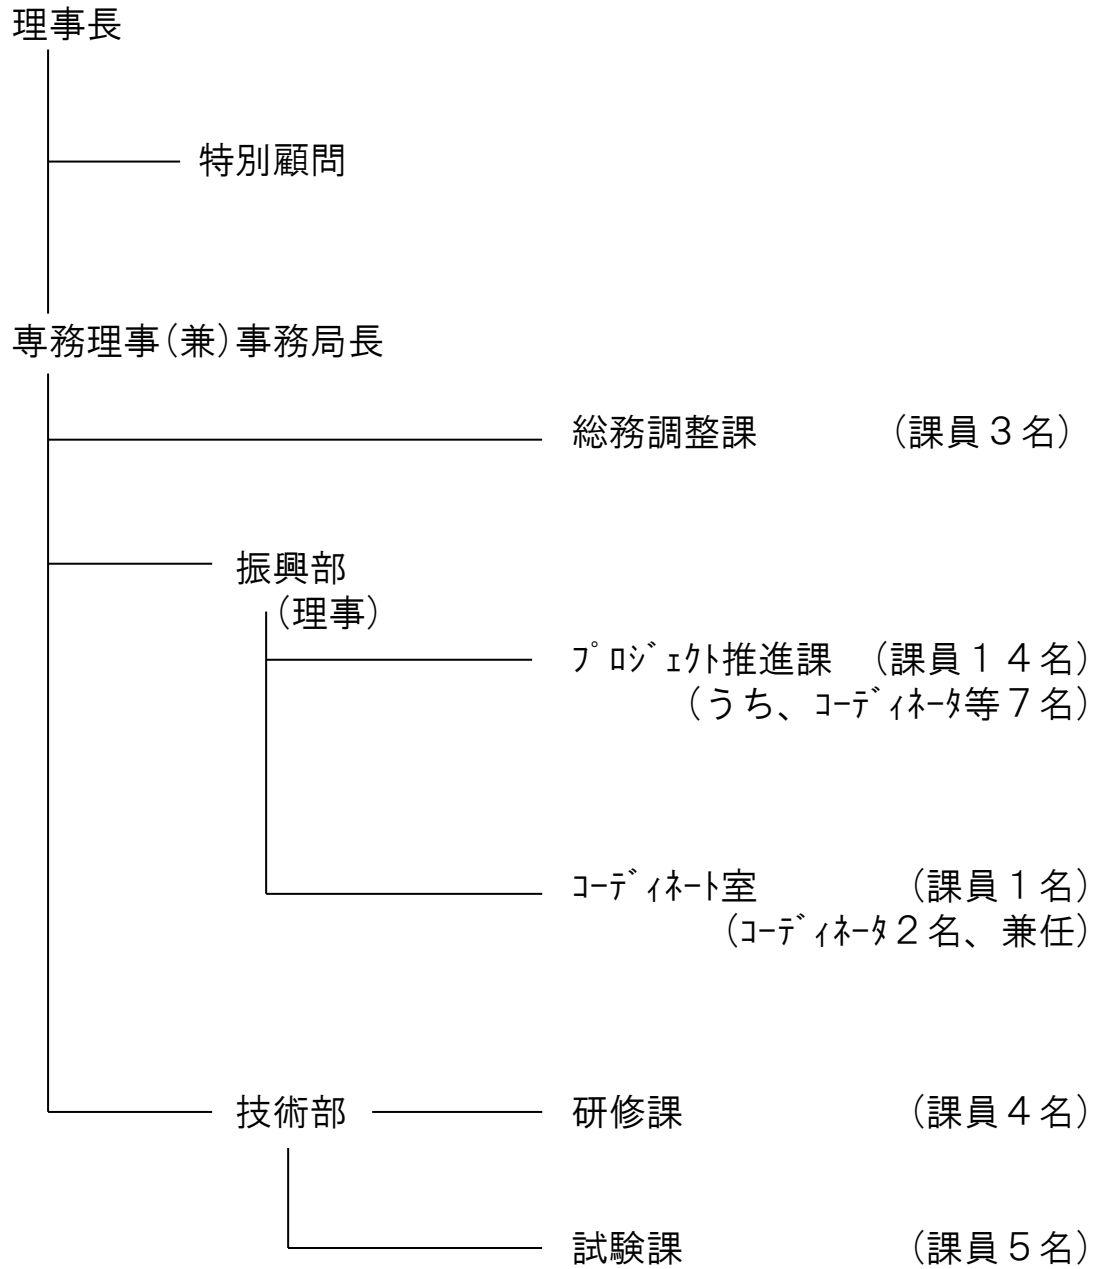 理事長
特別顧問
専務理事(兼)事務局長
総務調整課 (課員３名)
振興部
(理事)
ﾌﾟﾛｼﾞｪｸﾄ推進課 (課員１４名)
(うち、ｺｰﾃﾞｨﾈｰﾀ等７名)
ｺｰﾃﾞｨﾈｰﾄ室 (課員１名)
(ｺｰﾃﾞｨﾈｰﾀ２名、兼任)
技術部 研修課 (課員４名)
試験課 (課員５名)